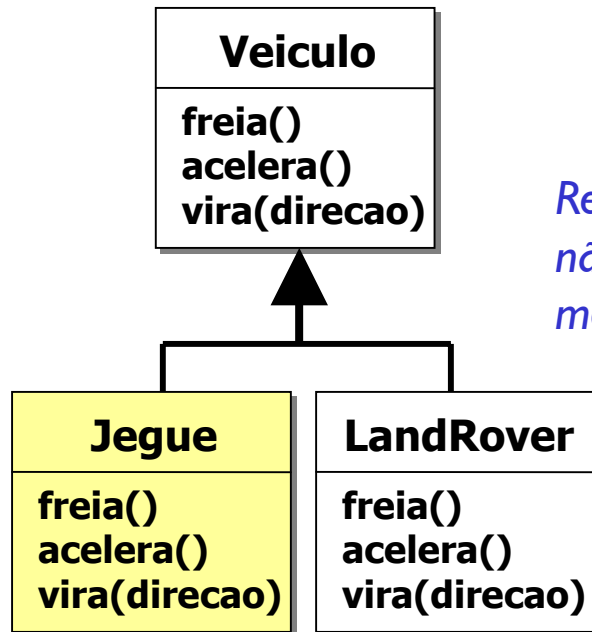 Veiculo
freia()
acelera()
vira(direcao)
Jegue
freia()
acelera()
vira(direcao)
LandRover
freia()
acelera()
vira(direcao)